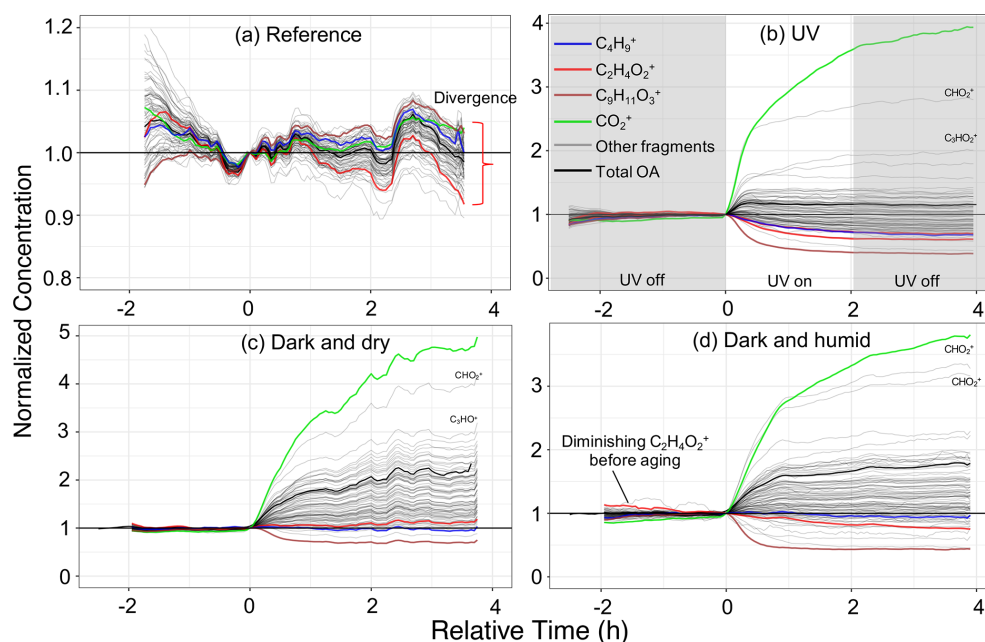 Normalized Concentration
(a) Reference
Divergence
1.2
1.1
1.0
0.9
0.8
-2 0 2 4
(b) UV
C₄H₉⁺
C₂H₄O₂⁺
C₉H₁₁O₃⁺
CO₂⁺
Other fragments
Total OA
CHO₂⁺
C₃HO₂⁺
UV off UV on UV off
4
3
2
1
0
-2 0 2 4
(c) Dark and dry
CHO₂⁺
C₃HO⁺
5
4
3
2
1
0
-2 0 2 4
(d) Dark and humid
CHO₂⁺
CHO₂⁺
Diminishing C₂H₄O₂⁺
before aging
3
2
1
0
-2 0 2 4
Relative Time (h)